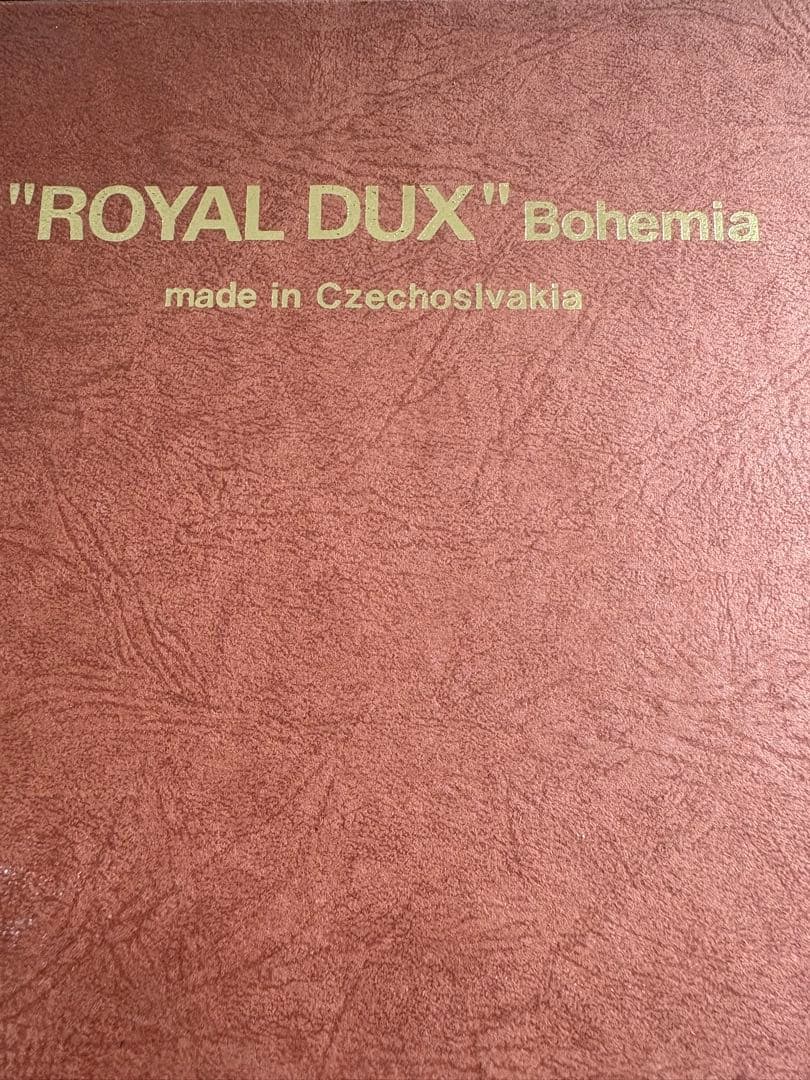 "ROYAL DUX" Bohemia
made in Czechoslvakia